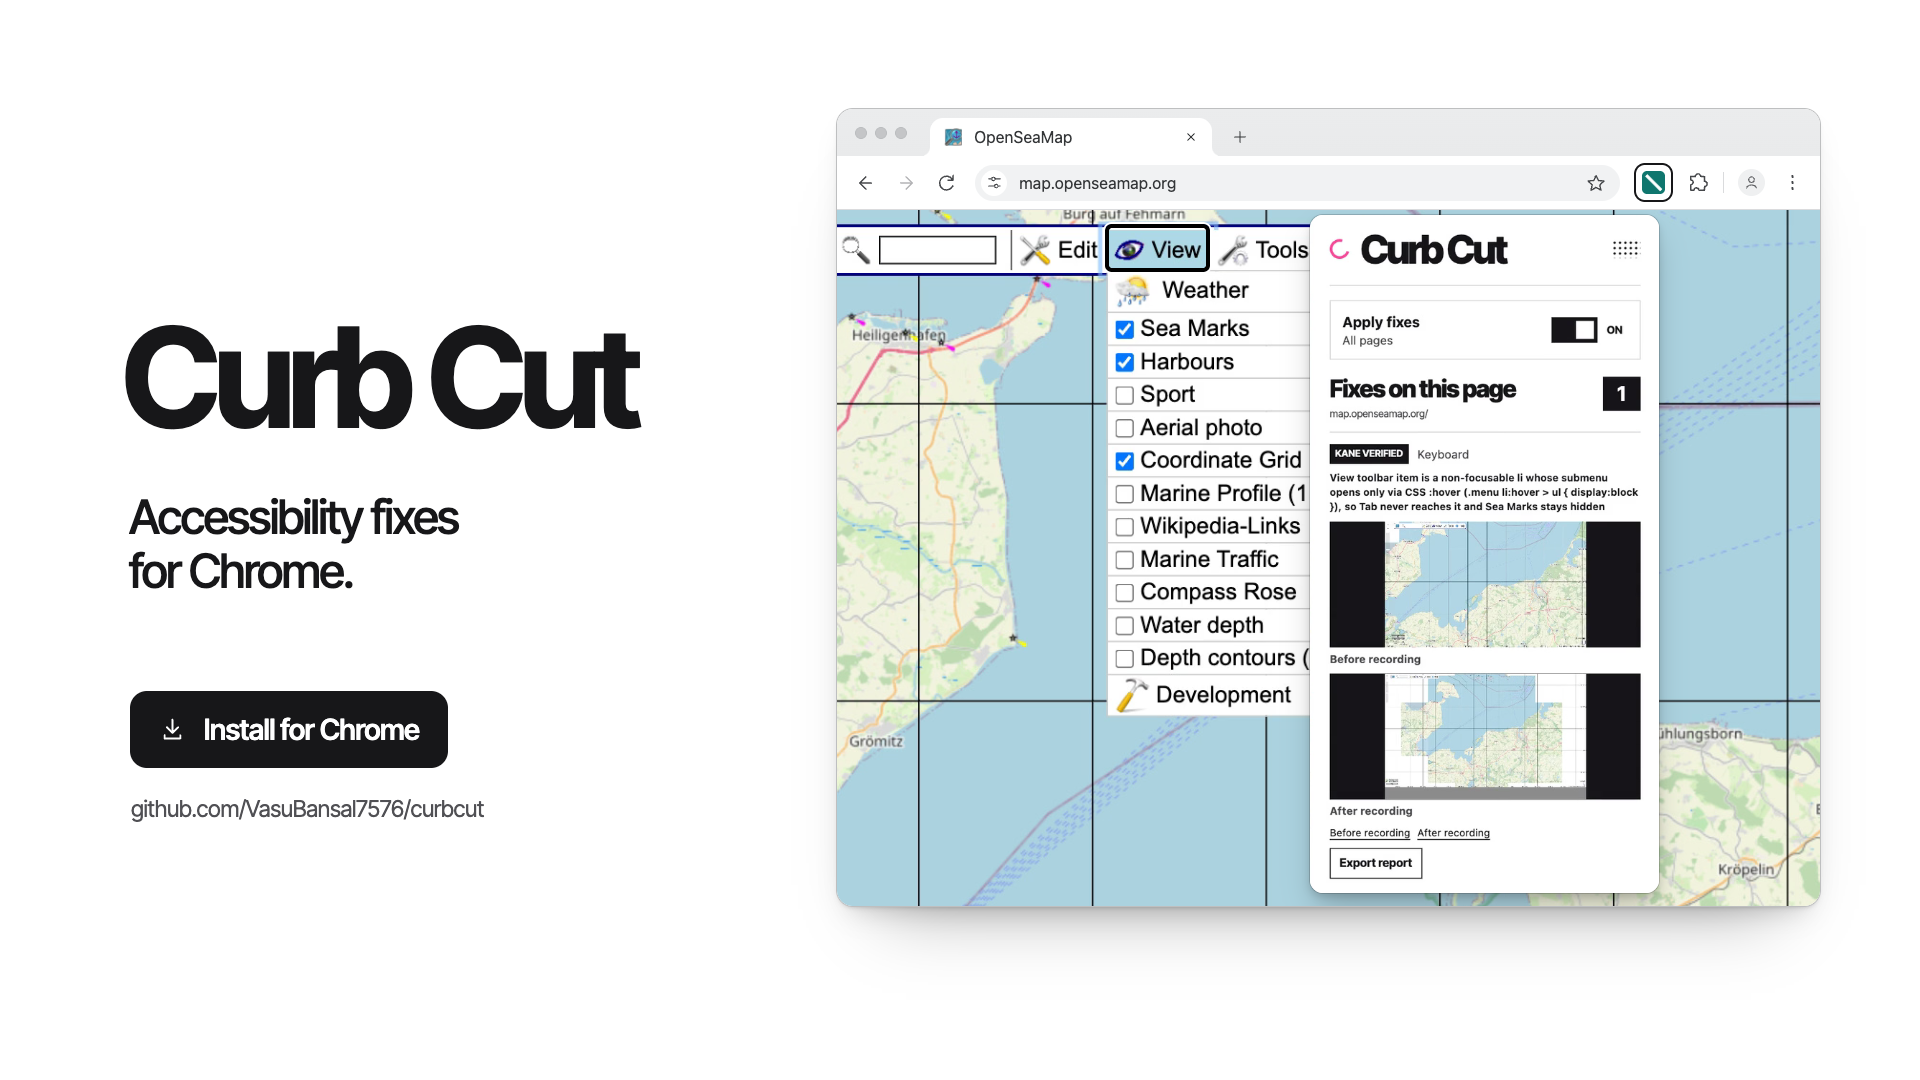 Curb Cut
Accessibility fixes
for Chrome.
Install for Chrome
github.com/VasuBansal7576/curbcut
OpenSeaMap
map.openseamap.org
Burg auf Fehmarn
Edit
View
Tools
Weather
Sea Marks
Harbours
Sport
Aerial photo
Coordinate Grid
Marine Profile (1
Wikipedia-Links
Marine Traffic
Compass Rose
Water depth
Depth contours (
Development
Heiligenhafen
Grömitz
Curb Cut
Apply fixes
All pages
ON
Fixes on this page
1
map.openseamap.org/
KANE VERIFIED
Keyboard
View toolbar item is a non-focusable li whose submenu
opens only via CSS :hover (.menu li:hover > ul { display:block
}), so Tab never reaches it and Sea Marks stays hidden
Before recording
After recording
Before recording After recording
Export report
ühlungsborn
Kröpelin